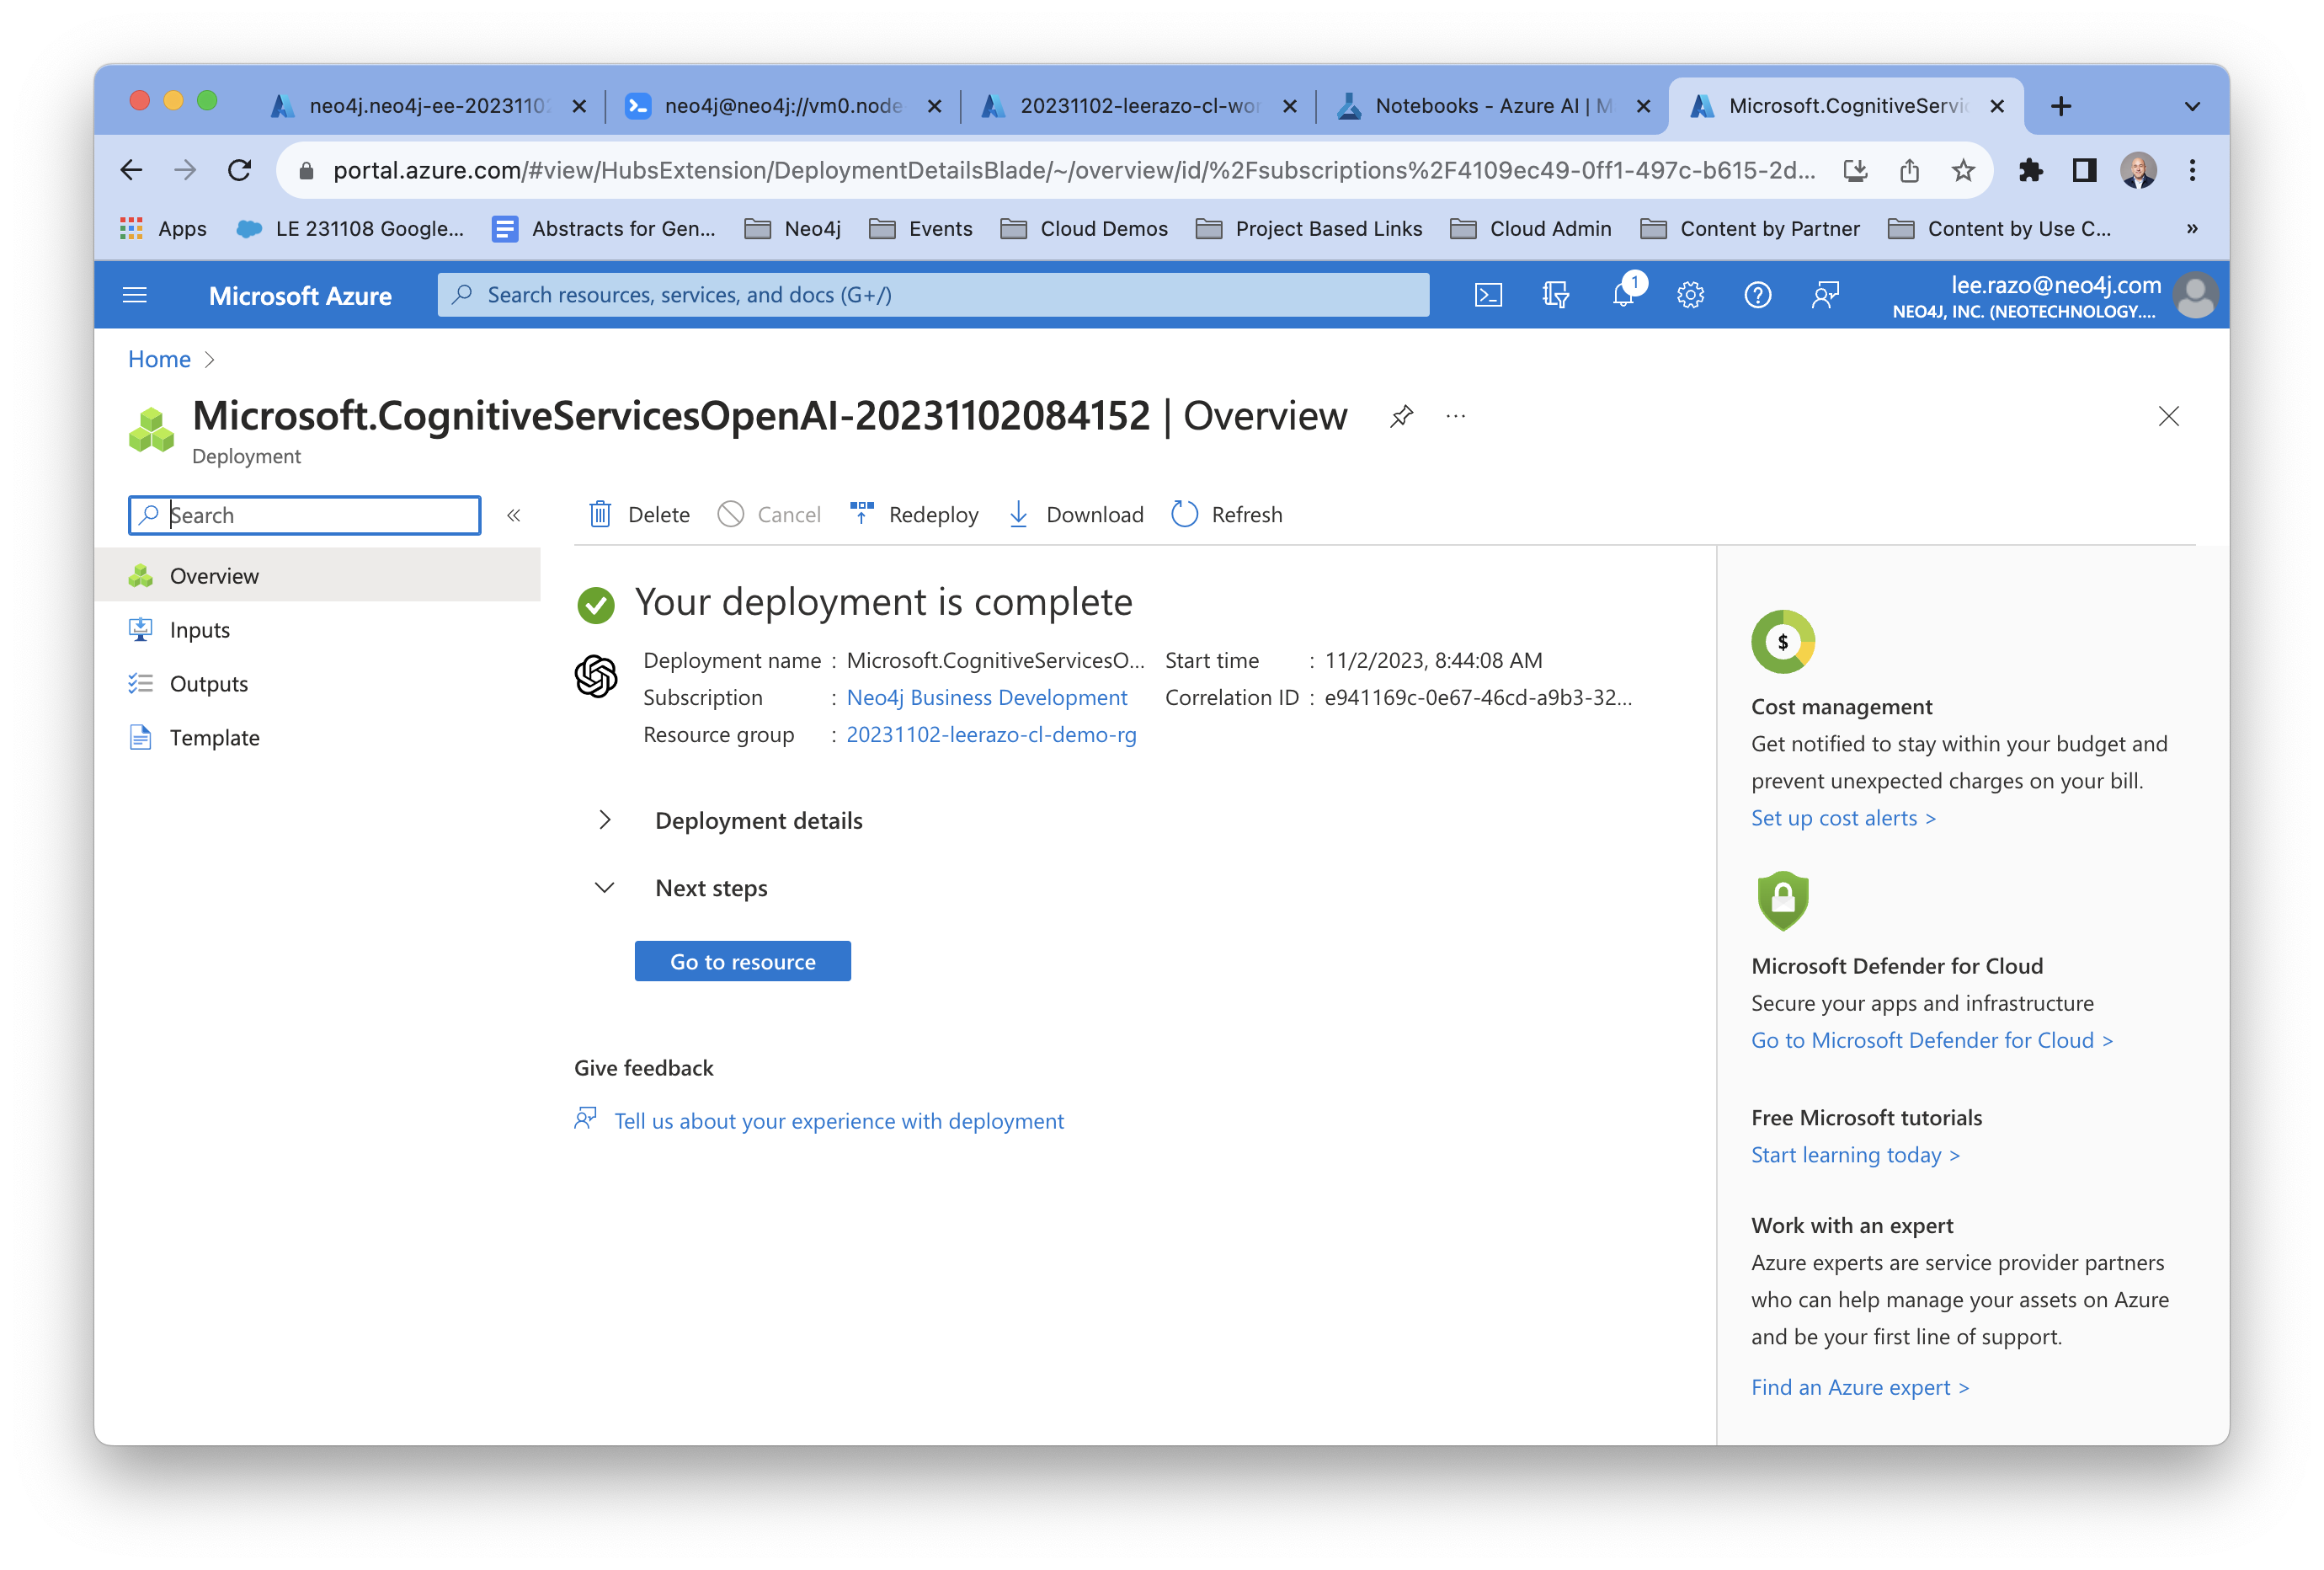 neo4j.neo4j-ee-2023110
neo4j@neo4j://vm0.node
20231102-leerazo-cl-wor
Notebooks - Azure AI | M
Microsoft.CognitiveServic
portal.azure.com/#view/HubsExtension/DeploymentDetailsBlade/~/overview/id/%2Fsubscriptions%2F4109ec49-0ff1-497c-b615-2d...
Apps
LE 231108 Google...
Abstracts for Gen...
Neo4j
Events
Cloud Demos
Project Based Links
Cloud Admin
Content by Partner
Content by Use C...
»
Microsoft Azure
Search resources, services, and docs (G+/)
1
lee.razo@neo4j.com
NEO4J, INC. (NEOTECHNOLOGY....
Home >
Microsoft.CognitiveServicesOpenAI-20231102084152 | Overview
Deployment
Search
«
Delete
Cancel
Redeploy
Download
Refresh
Overview
Inputs
Outputs
Template
Your deployment is complete
Deployment name : Microsoft.CognitiveServicesO...
Subscription : Neo4j Business Development
Resource group : 20231102-leerazo-cl-demo-rg
Start time : 11/2/2023, 8:44:08 AM
Correlation ID : e941169c-0e67-46cd-a9b3-32...
Deployment details
Next steps
Go to resource
Give feedback
Tell us about your experience with deployment
$
Cost management
Get notified to stay within your budget and
prevent unexpected charges on your bill.
Set up cost alerts >
Microsoft Defender for Cloud
Secure your apps and infrastructure
Go to Microsoft Defender for Cloud >
Free Microsoft tutorials
Start learning today >
Work with an expert
Azure experts are service provider partners
who can help manage your assets on Azure
and be your first line of support.
Find an Azure expert >